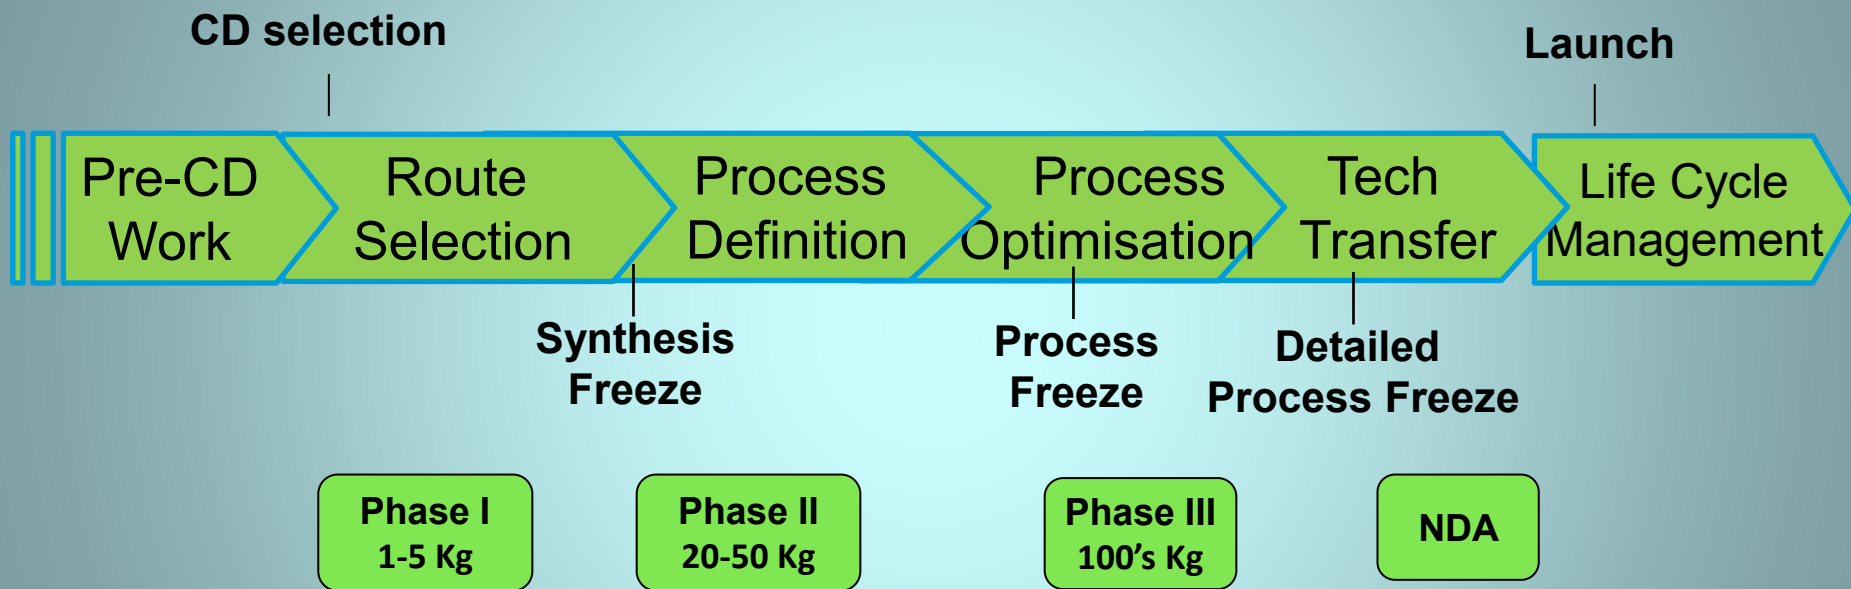 CD selection
Launch
Pre-CD
Work
Route
Selection
Process
Definition
Process
Optimisation
Tech
Transfer
Life Cycle
Management
Synthesis
Freeze
Process
Freeze
Detailed
Process Freeze
Phase I
1-5 Kg
Phase II
20-50 Kg
Phase III
100’s Kg
NDA